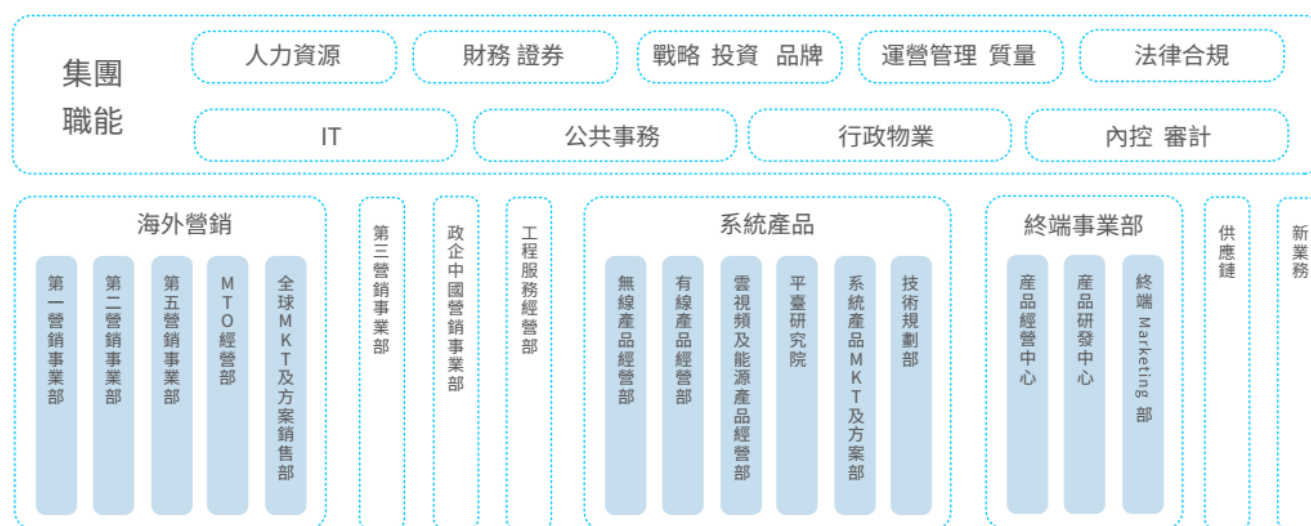 集團
職能
人力資源
財務 證券
戰略 投資 品牌
運營管理 質量
法律合規
IT
公共事務
行政物業
內控 審計
海外營銷
第一營銷事業部
第二營銷事業部
第五營銷事業部
MTO經營部
全球MKT及方案銷售部
第三營銷事業部
政企中國營銷事業部
工程服務經營部
系統產品
無線產品經營部
有線產品經營部
雲視頻及能源產品經營部
平臺研究院
系統產品MKT及方案部
技術規劃部
終端事業部
産品經營中心
産品研發中心
終端 Marketing 部
供應鏈
新業務